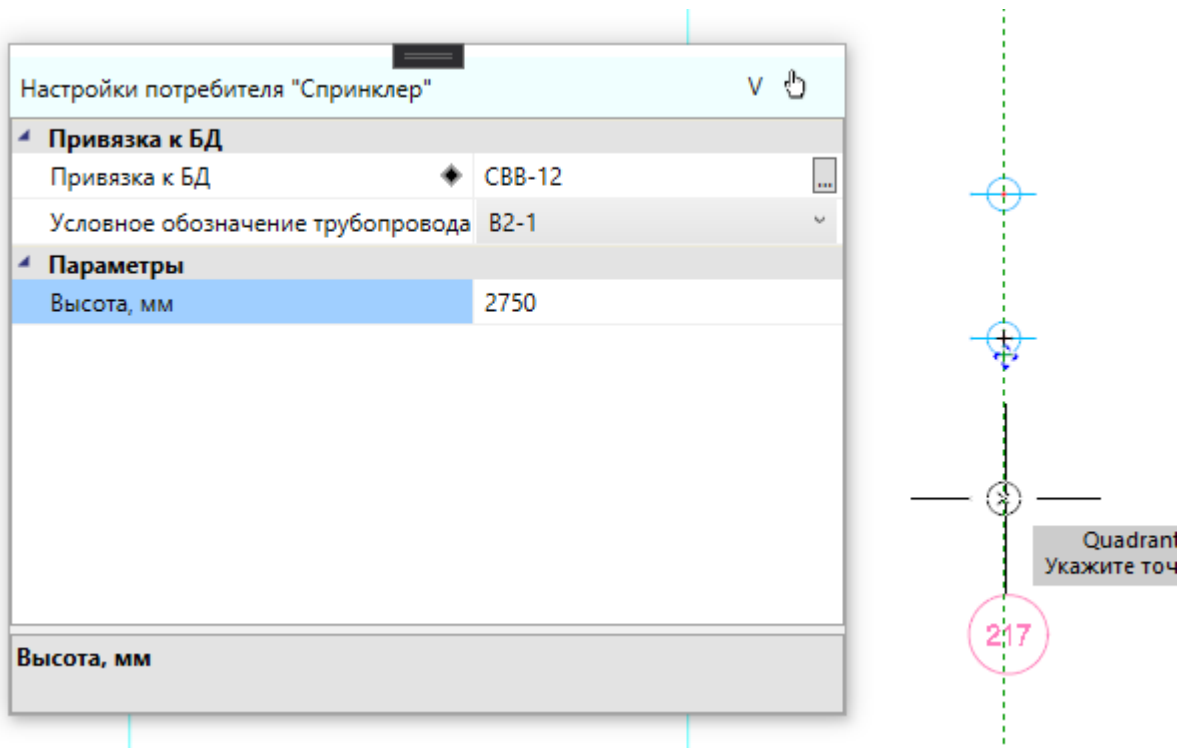 Настройки потребителя "Спринклер" V
Привязка к БД
Привязка к БД СВВ-12 ...
Условное обозначение трубопровода В2-1
Параметры
Высота, мм 2750
Высота, мм
Quadrant
Укажите точ
217